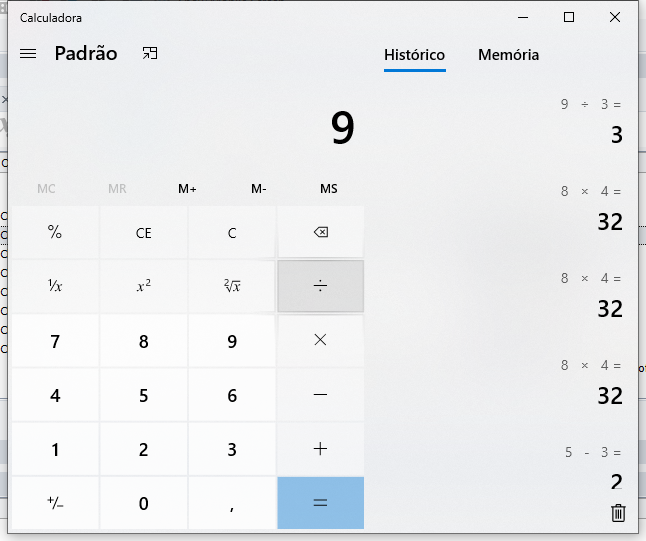 Calculadora
Padrão
Histórico Memória
9
MC MR M+ M- MS
% CE C
¹/x x² ²√x ÷
7 8 9 ×
4 5 6 −
1 2 3 +
+/− 0 , =
9 ÷ 3 =
3
8 × 4 =
32
8 × 4 =
32
8 × 4 =
32
5 - 3 =
2